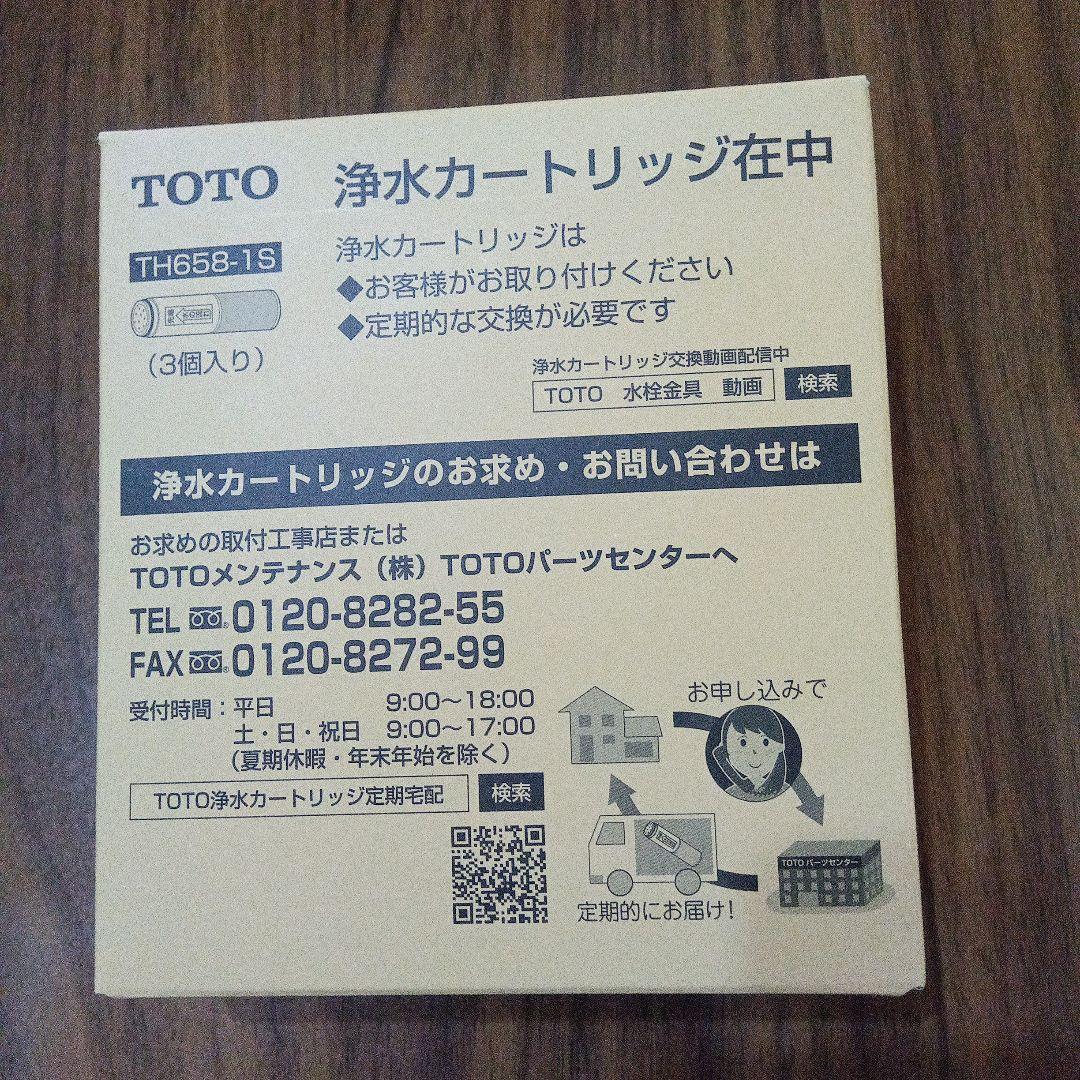 TOTO 浄水カートリッジ在中
TH658-1S
（3個入り）
浄水カートリッジは
◆お客様がお取り付けください
◆定期的な交換が必要です
浄水カートリッジ交換動画配信中
TOTO 水栓金具 動画 検索
浄水カートリッジのお求め・お問い合わせは
お求めの取付工事店または
TOTOメンテナンス（株）TOTOパーツセンターへ
TEL 0120-8282-55
FAX 0120-8272-99
受付時間：平日 9:00〜18:00
土・日・祝日 9:00〜17:00
（夏期休暇・年末年始を除く）
TOTO浄水カートリッジ定期宅配 検索
お申し込みで
TOTO パーツセンター
定期的にお届け!